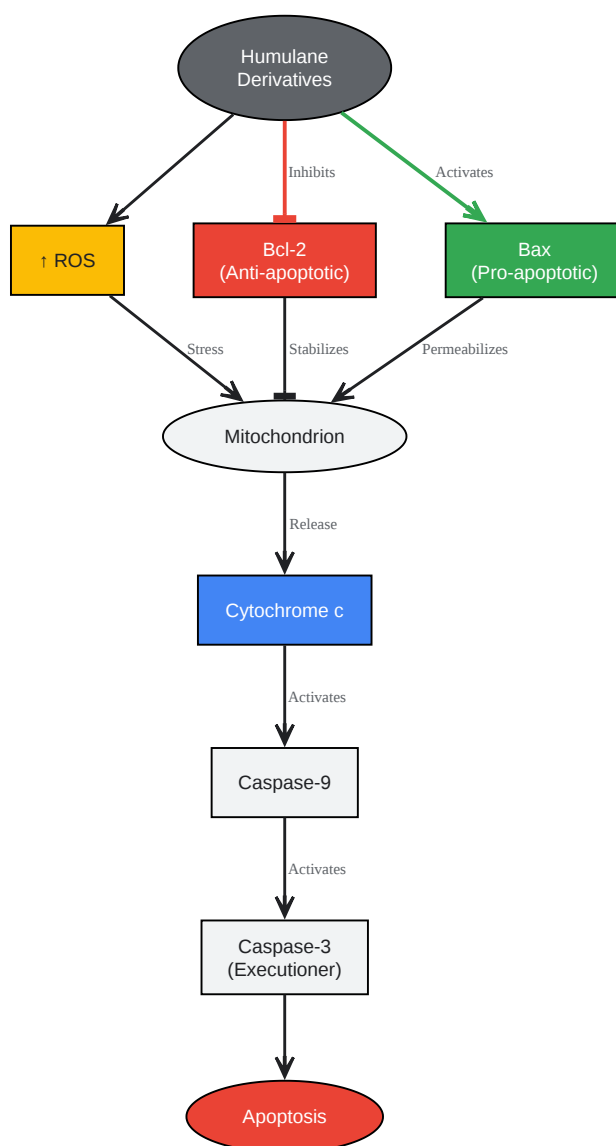 Humulane
Derivatives
Inhibits
Activates
↑ ROS
Bcl-2
(Anti-apoptotic)
Bax
(Pro-apoptotic)
Stress
Stabilizes
Permeabilizes
Mitochondrion
Release
Cytochrome c
Activates
Caspase-9
Activates
Caspase-3
(Executioner)
Apoptosis